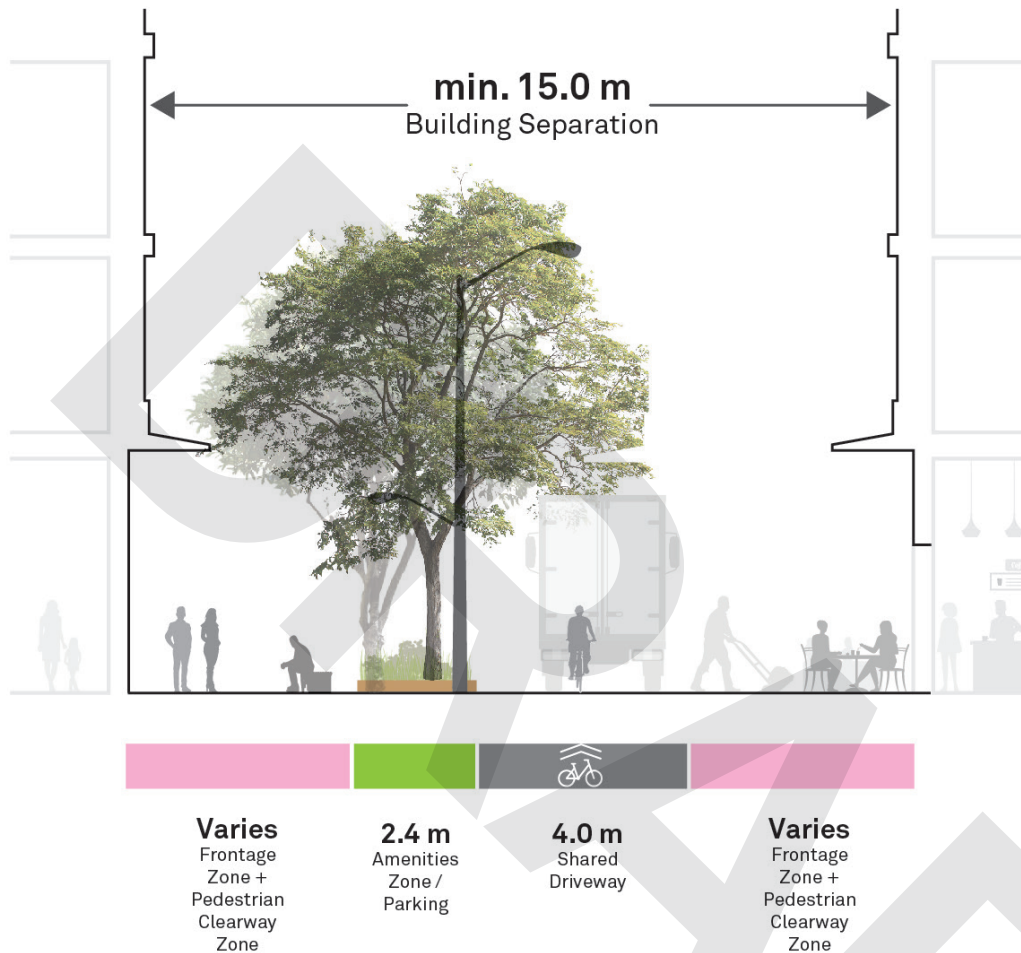 min. 15.0 m
Building Separation
Varies
Frontage
Zone +
Pedestrian
Clearway
Zone
2.4 m
Amenities
Zone /
Parking
4.0 m
Shared
Driveway
Varies
Frontage
Zone +
Pedestrian
Clearway
Zone